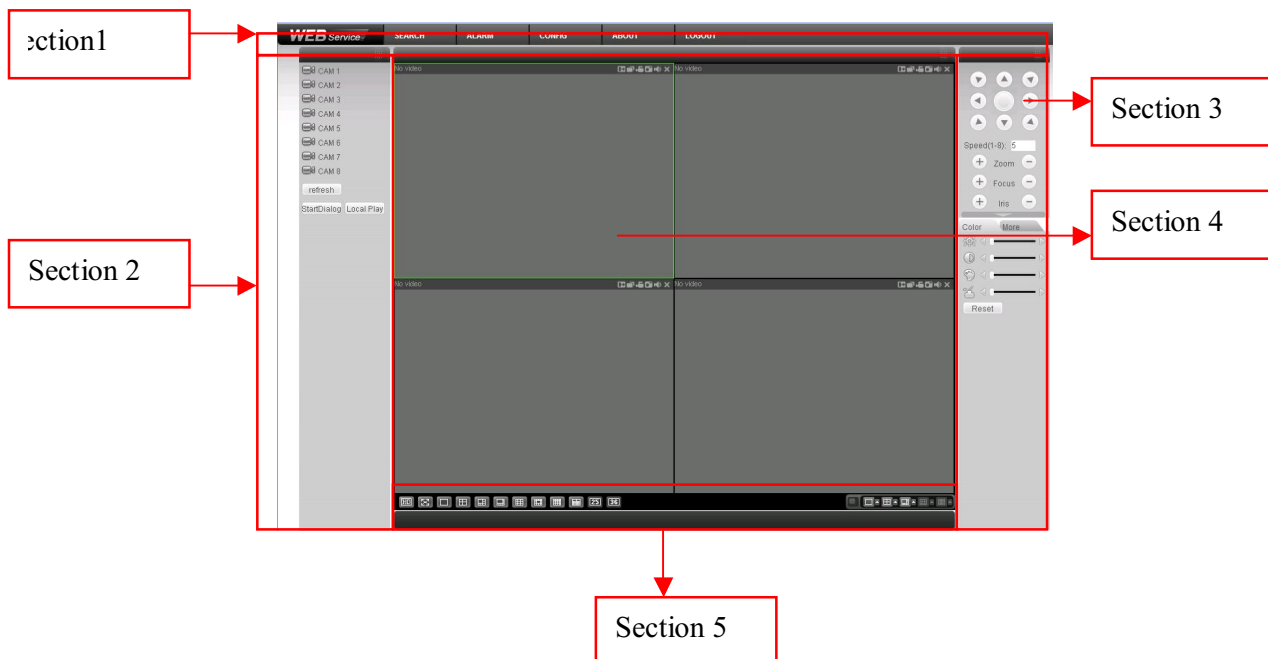 ection1
WEB Service
SEARCH ALARM CONFIG ABOUT LOGOUT
CAM 1
CAM 2
CAM 3
CAM 4
CAM 5
CAM 6
CAM 7
CAM 8
refresh
StartDialog Local Play
No video
No video
No video
No video
Speed(1-8): 5
Zoom
Focus
Iris
Color More
Reset
25 36
Section 3
Section 4
Section 2
Section 5